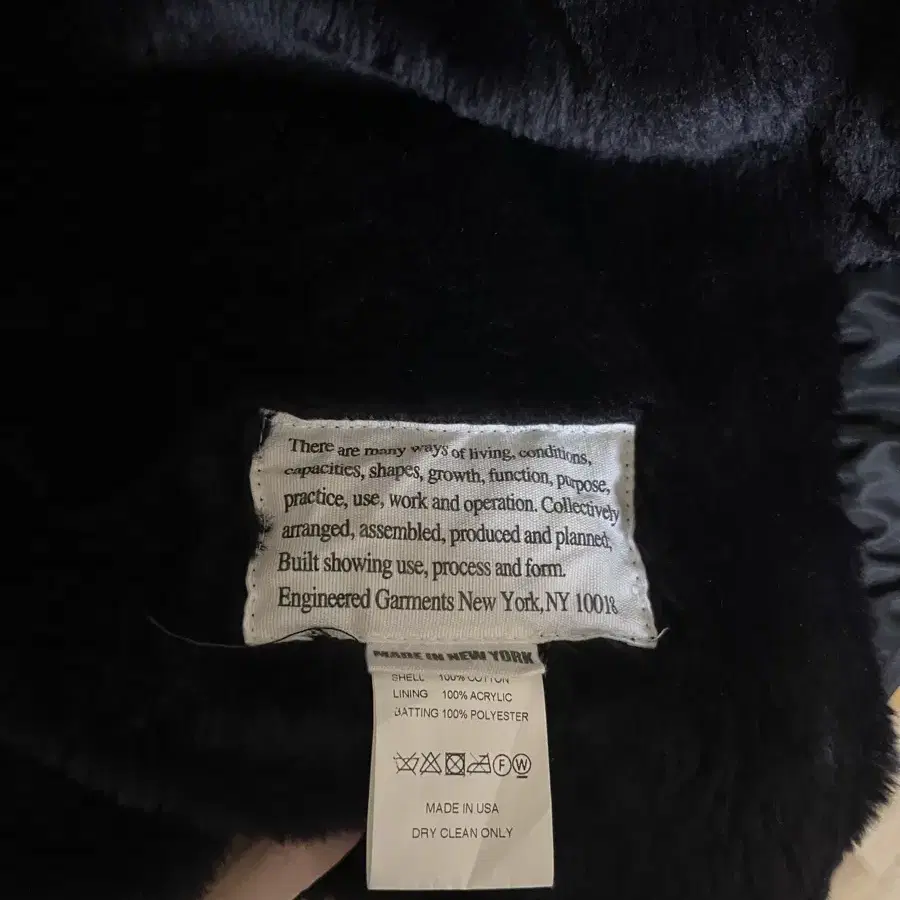 There are many ways of living, conditions,
capacities, shapes, growth, function, purpose,
practice, use, work and operation. Collectively
arranged, assembled, produced and planned,
Built showing use, process and form.
Engineered Garments New York, NY 10018
MADE IN NEW YORK
SHELL 100% COTTON
LINING 100% ACRYLIC
BATTING 100% POLYESTER
F W
MADE IN USA
DRY CLEAN ONLY